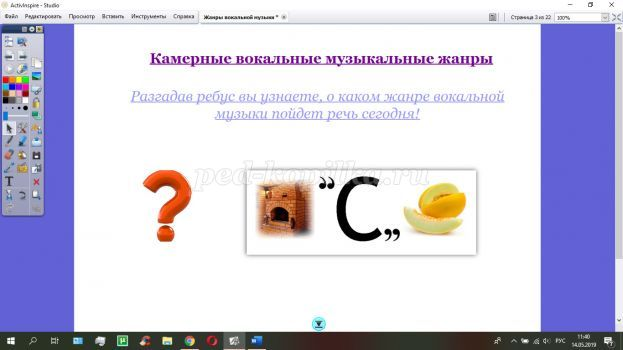 ActivInspire - Studio
Файл Редактировать Просмотр Вставить Инструменты Справка Жанры вокальной музыки * Страница 3 из 22 100%
Камерные вокальные музыкальные жанры
Разгадав ребус вы узнаете, о каком жанре вокальной
музыки пойдет речь сегодня!
ped-kopilka.ru
? ” С „
РУС 11:40
14.05.2019